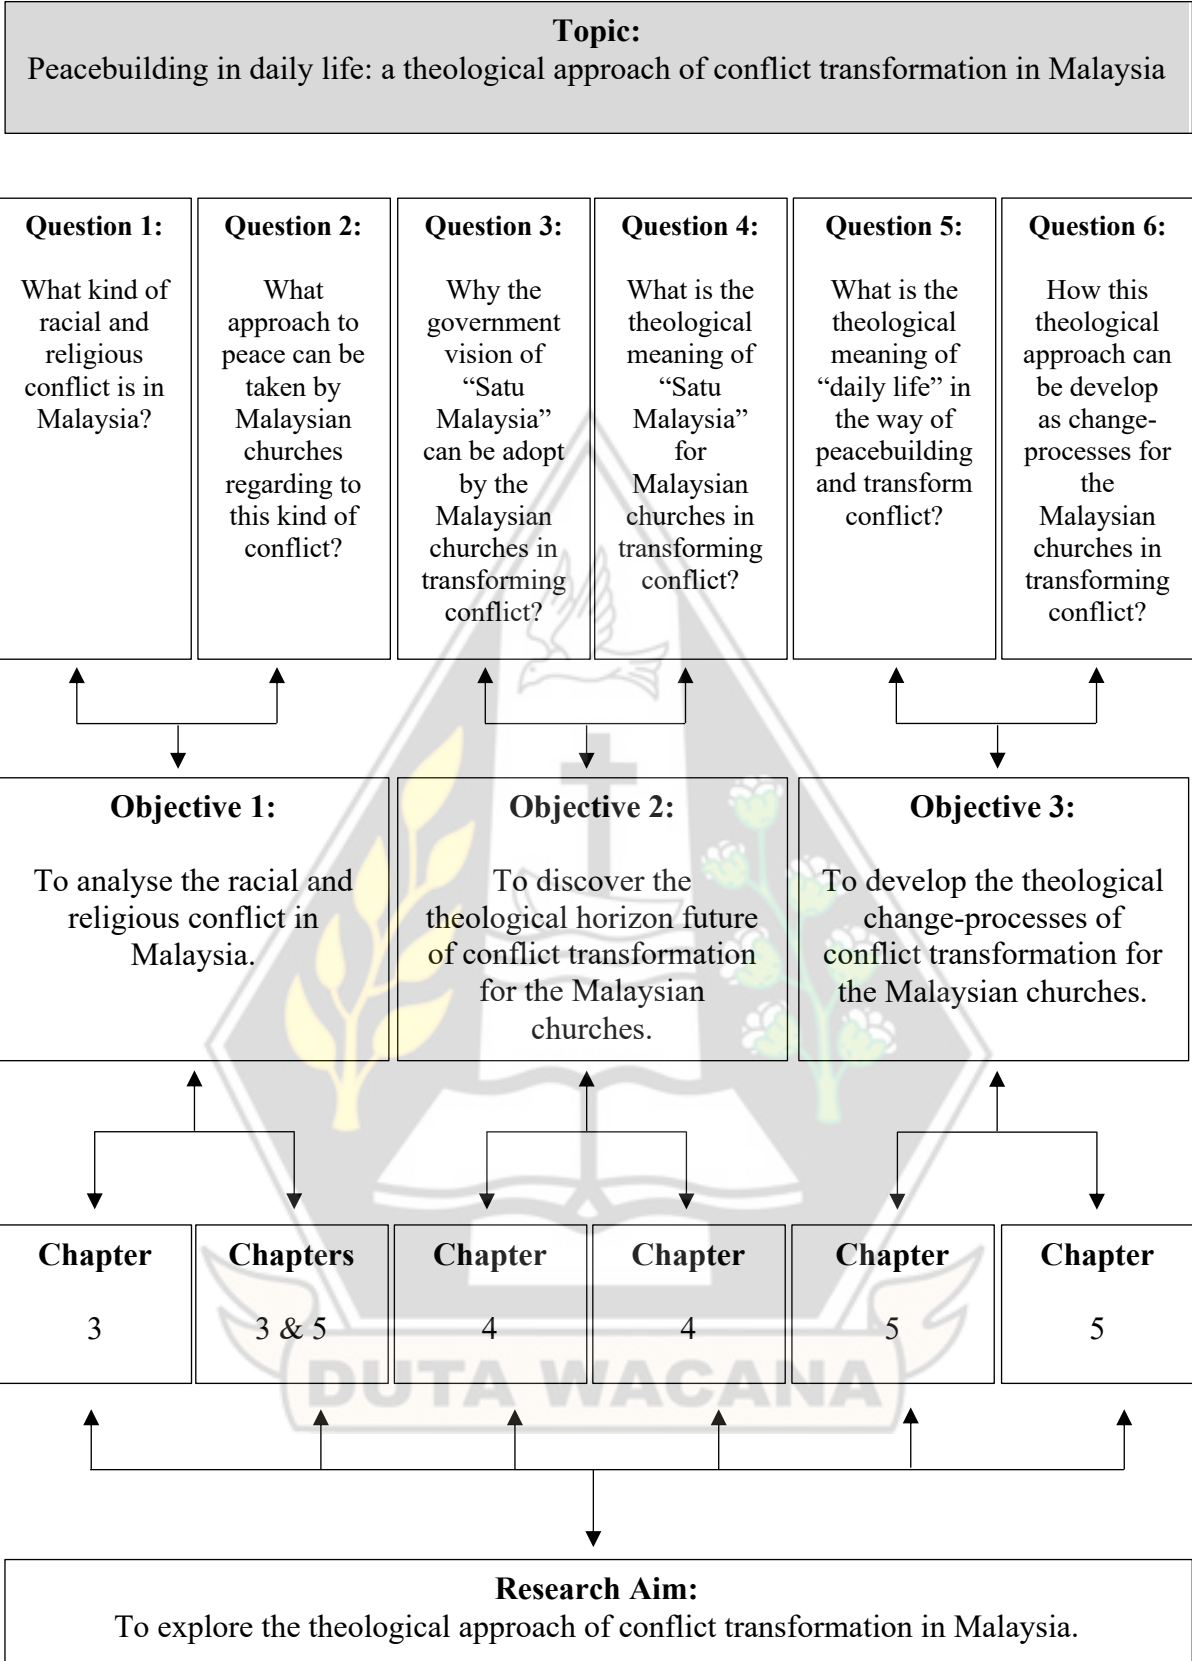 Topic:
Peacebuilding in daily life: a theological approach of conflict transformation in Malaysia
Question 1:
What kind of
racial and
religious
conflict is in
Malaysia?
Question 2:
What
approach to
peace can be
taken by
Malaysian
churches
regarding to
this kind of
conflict?
Question 3:
Why the
government
vision of
“Satu
Malaysia”
can be adopt
by the
Malaysian
churches in
transforming
conflict?
Question 4:
What is the
theological
meaning of
“Satu
Malaysia”
for
Malaysian
churches in
transforming
conflict?
Question 5:
What is the
theological
meaning of
“daily life” in
the way of
peacebuilding
and transform
conflict?
Question 6:
How this
theological
approach can
be develop
as change-
processes for
the
Malaysian
churches in
transforming
conflict?
Objective 1:
To analyse the racial and
religious conflict in
Malaysia.
Objective 2:
To discover the
theological horizon future
of conflict transformation
for the Malaysian
churches.
Objective 3:
To develop the theological
change-processes of
conflict transformation for
the Malaysian churches.
Chapter
3
Chapters
3 & 5
Chapter
4
Chapter
4
Chapter
5
Chapter
5
DUTA WACANA
Research Aim:
To explore the theological approach of conflict transformation in Malaysia.